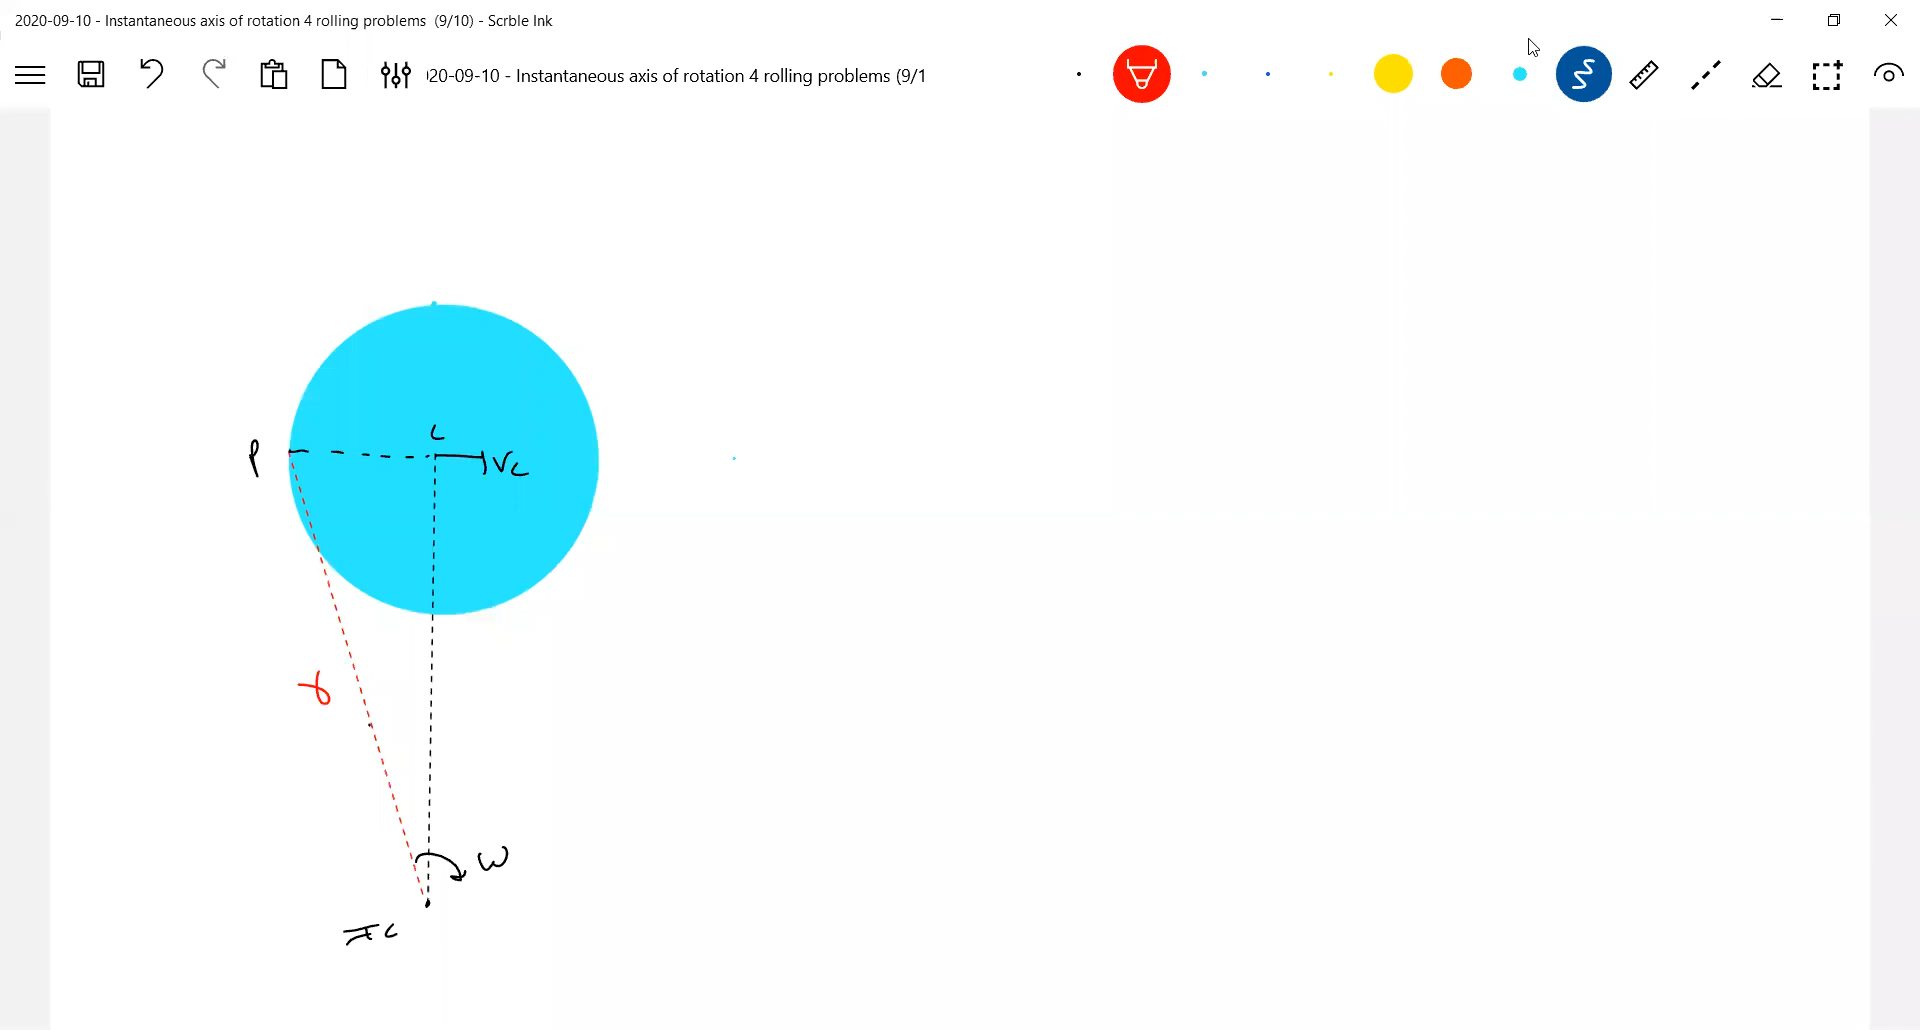 2020-09-10 - Instantaneous axis of rotation 4 rolling problems (9/10) - Scrble Ink
20-09-10 - Instantaneous axis of rotation 4 rolling problems (9/1
C
P
VC
r
ω
IC